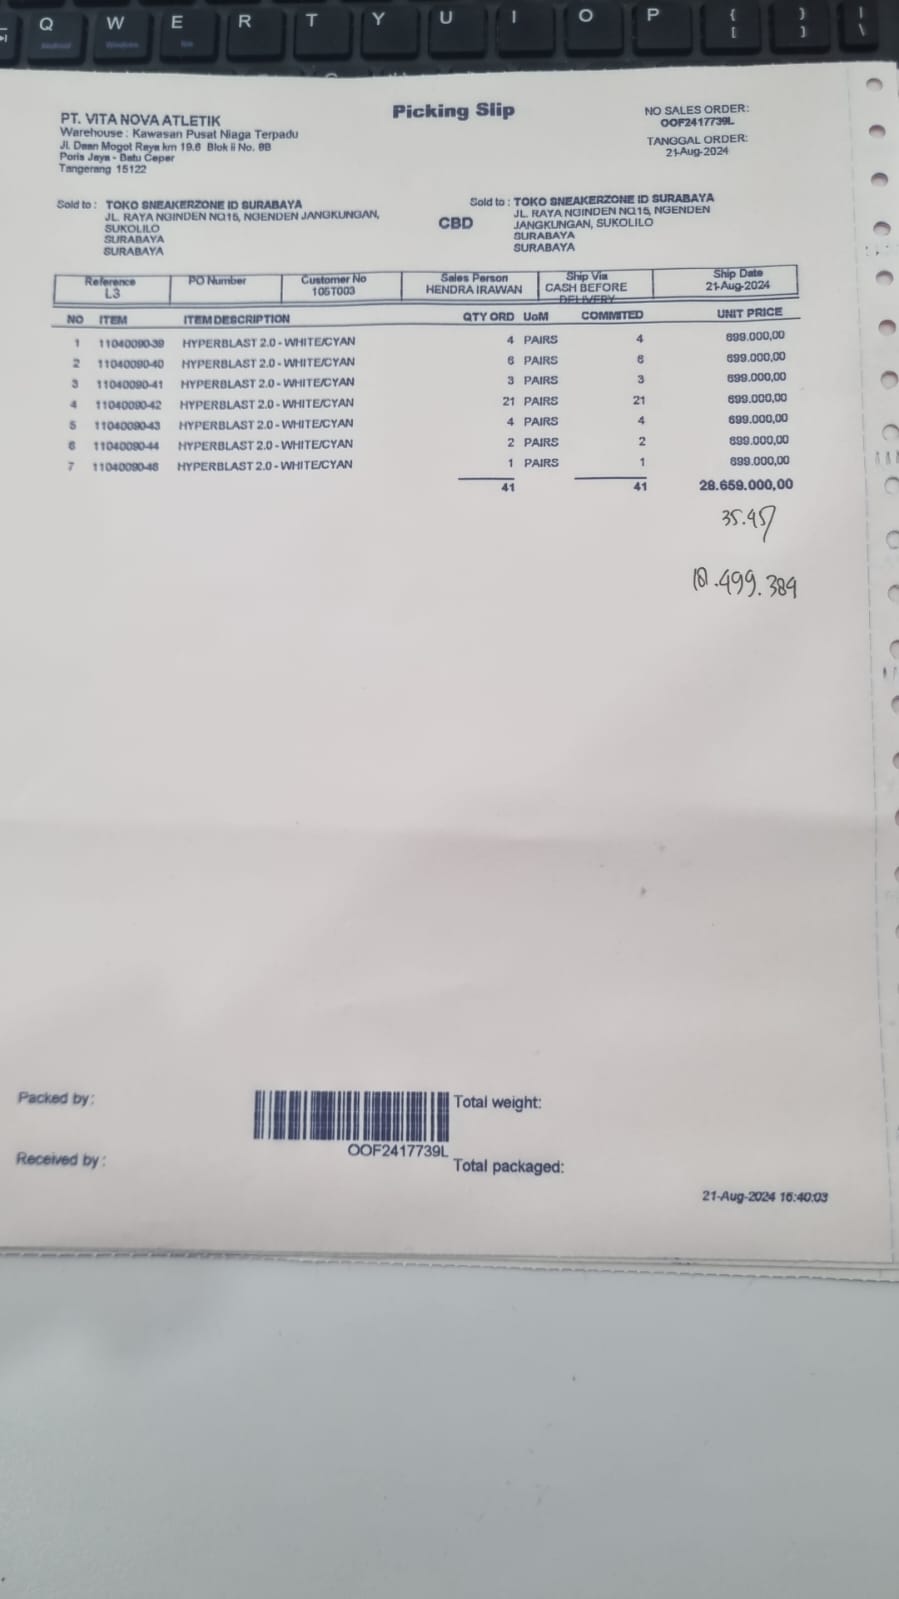 Q W E R T Y U I O P { [ } ] | \
Picking Slip
PT. VITA NOVA ATLETIK
Warehouse : Kawasan Pusat Niaga Terpadu
Jl. Daan Mogot Raya km 19.6 Blok ii No. 8B
Poris Jaya - Batu Ceper
Tangerang 15122
NO SALES ORDER:
OOF2417739L
TANGGAL ORDER:
21-Aug-2024
Sold to : TOKO SNEAKERZONE ID SURABAYA
JL. RAYA NGINDEN NO.15, NGENDEN JANGKUNGAN,
SUKOLILO
SURABAYA
SURABAYA
CBD
Sold to : TOKO SNEAKERZONE ID SURABAYA
JL. RAYA NGINDEN NO.15, NGENDEN
JANGKUNGAN, SUKOLILO
SURABAYA
SURABAYA
Reference PO Number Customer No Sales Person Ship Via Ship Date
L3 105T003 HENDRA IRAWAN CASH BEFORE DELIVERY 21-Aug-2024
NO ITEM ITEM DESCRIPTION QTY ORD UoM COMMITED UNIT PRICE
1 11040090-39 HYPERBLAST 2.0 - WHITE/CYAN 4 PAIRS 4 699.000,00
2 11040090-40 HYPERBLAST 2.0 - WHITE/CYAN 6 PAIRS 6 699.000,00
3 11040090-41 HYPERBLAST 2.0 - WHITE/CYAN 3 PAIRS 3 699.000,00
4 11040090-42 HYPERBLAST 2.0 - WHITE/CYAN 21 PAIRS 21 699.000,00
5 11040090-43 HYPERBLAST 2.0 - WHITE/CYAN 4 PAIRS 4 699.000,00
6 11040090-44 HYPERBLAST 2.0 - WHITE/CYAN 2 PAIRS 2 699.000,00
7 11040090-46 HYPERBLAST 2.0 - WHITE/CYAN 1 PAIRS 1 699.000,00
41 41 28.659.000,00
35.45
10.499.384
Packed by:
Total weight:
OOF2417739L
Received by :
Total packaged:
21-Aug-2024 16:40:03